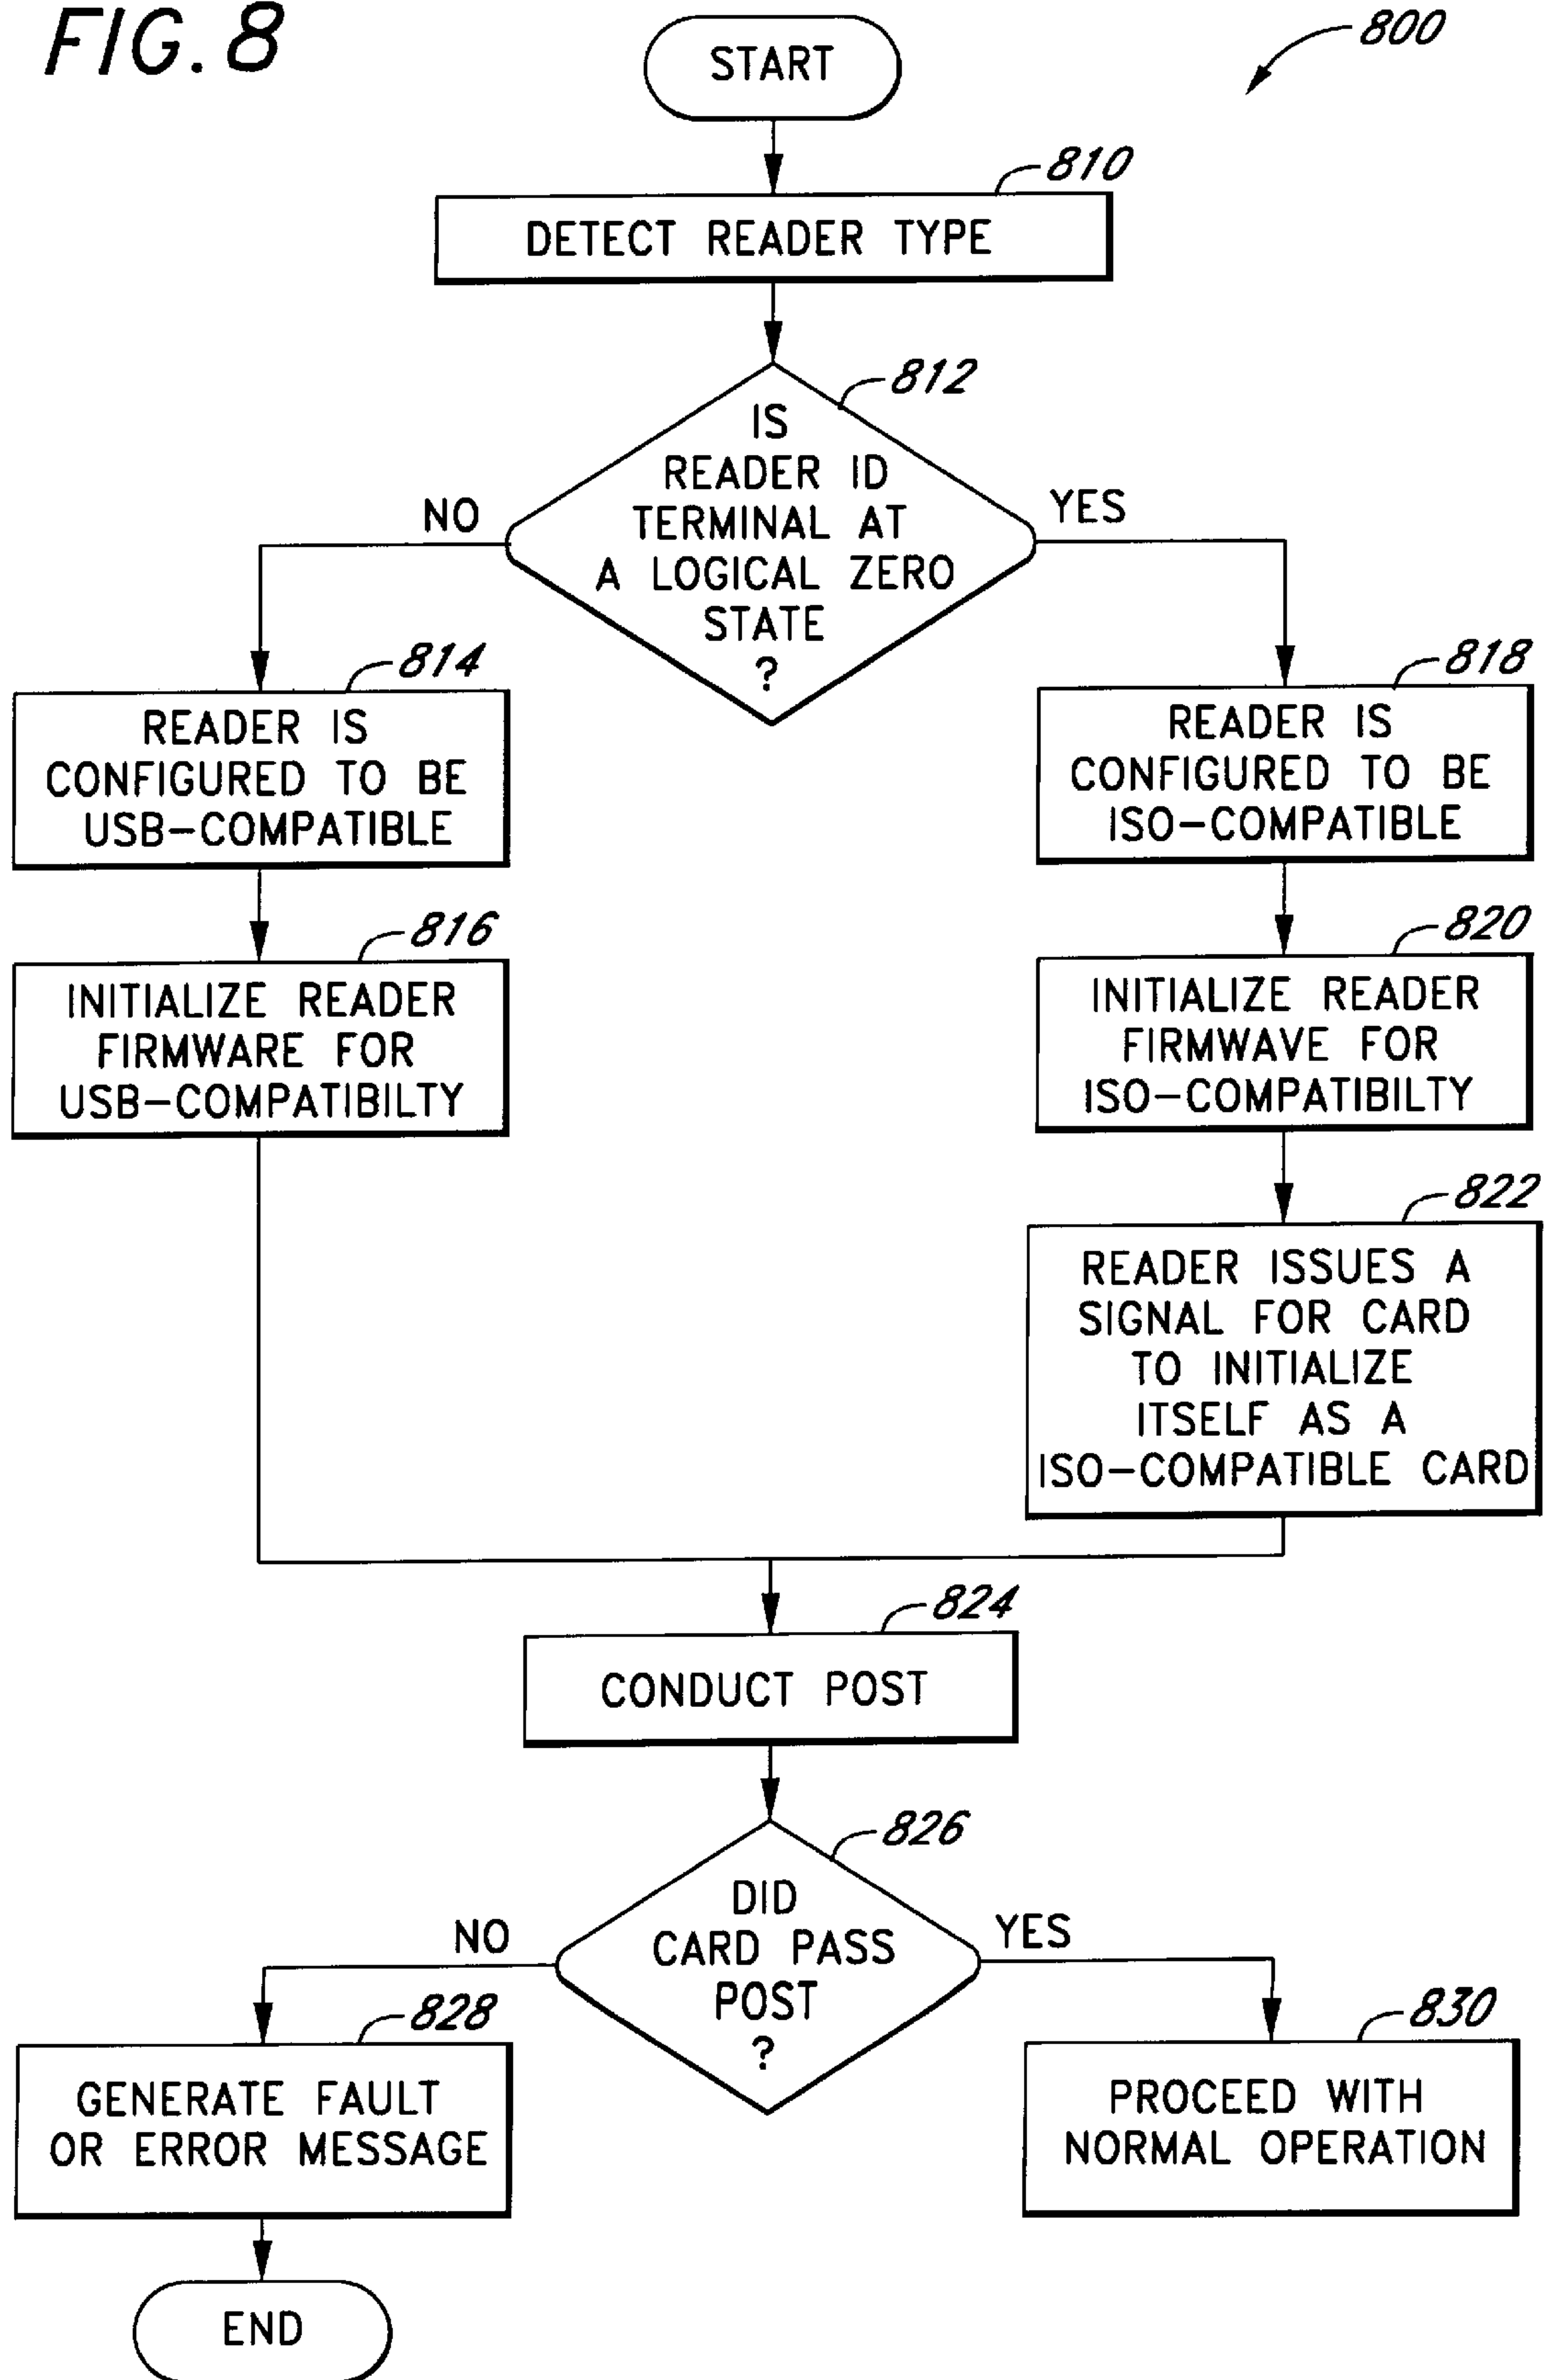 FIG. 8
800
START
810
DETECT READER TYPE
812
IS
READER ID
TERMINAL AT
A LOGICAL ZERO
STATE
?
NO
YES
814
READER IS
CONFIGURED TO BE
USB-COMPATIBLE
818
READER IS
CONFIGURED TO BE
ISO-COMPATIBLE
816
INITIALIZE READER
FIRMWARE FOR
USB-COMPATIBILTY
820
INITIALIZE READER
FIRMWAVE FOR
ISO-COMPATIBILTY
822
READER ISSUES A
SIGNAL FOR CARD
TO INITIALIZE
ITSELF AS A
ISO-COMPATIBLE CARD
824
CONDUCT POST
826
DID
CARD PASS
POST
?
NO
YES
828
GENERATE FAULT
OR ERROR MESSAGE
830
PROCEED WITH
NORMAL OPERATION
END